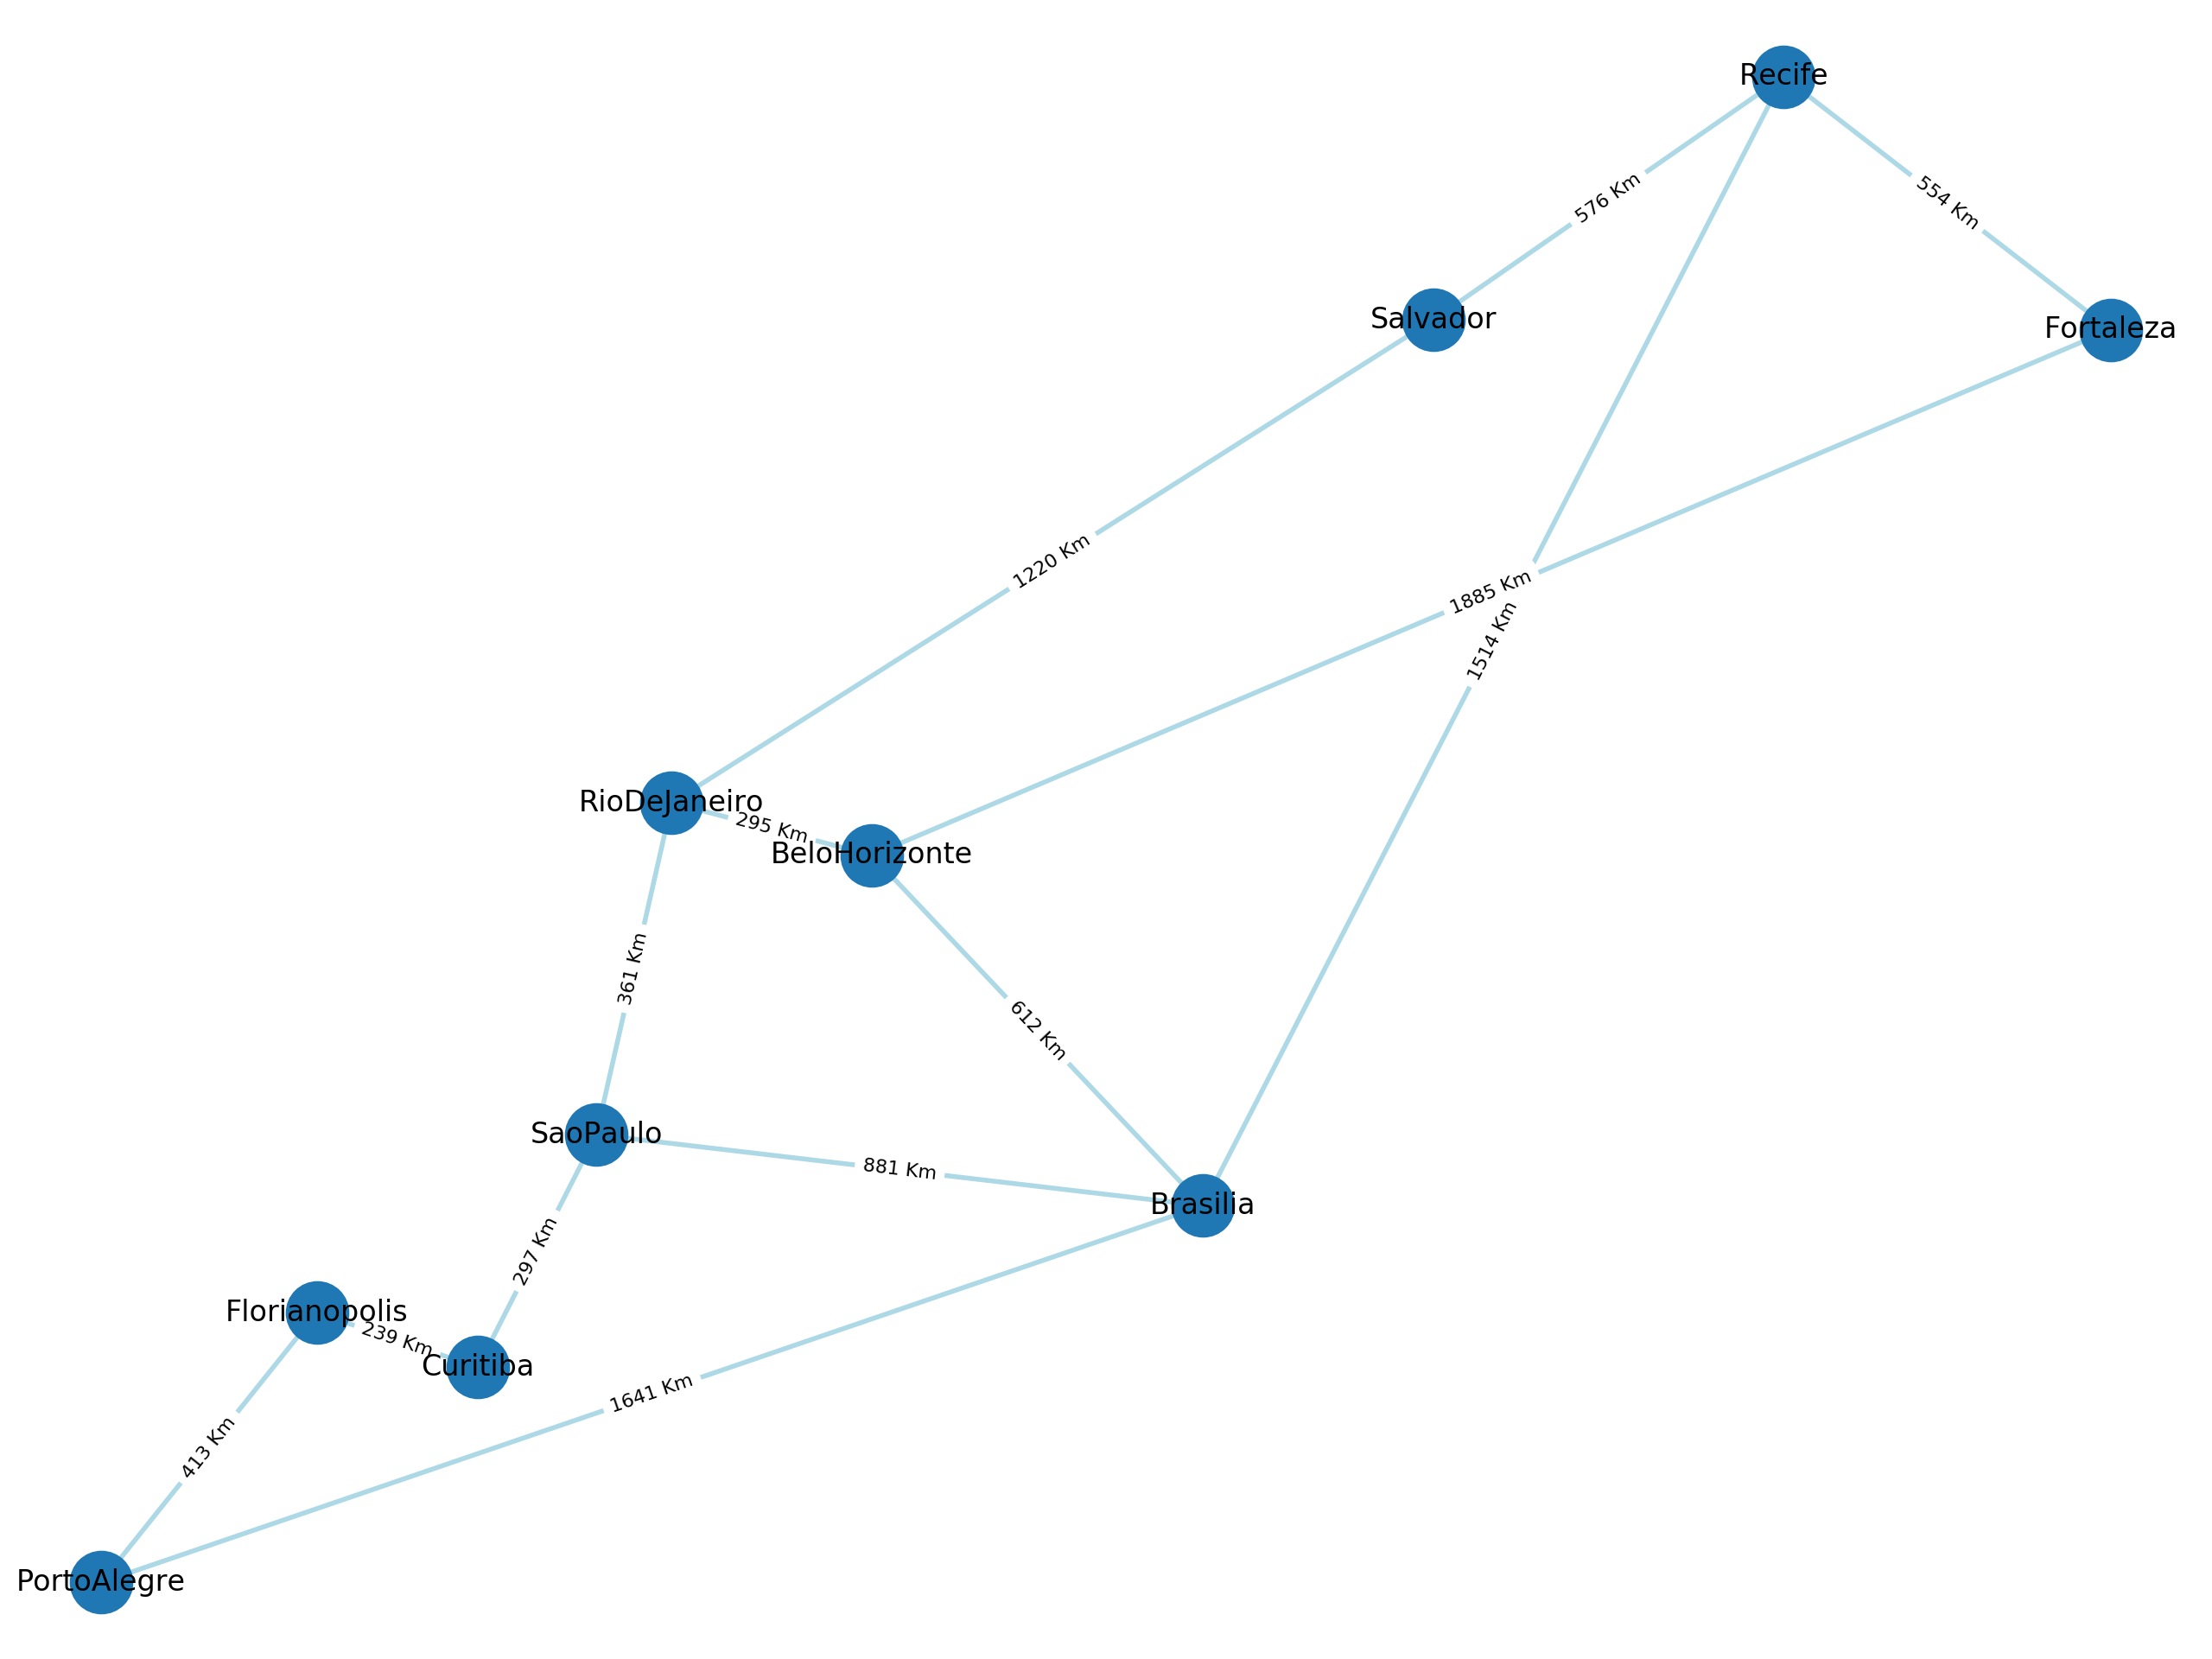 Recife
576 Km
554 Km
Salvador
Fortaleza
1220 Km
1885 Km
1514 Km
RioDeJaneiro
295 Km
BeloHorizonte
361 Km
612 Km
SaoPaulo
881 Km
Brasilia
297 Km
Florianopolis
239 Km
Curitiba
1641 Km
413 Km
PortoAlegre